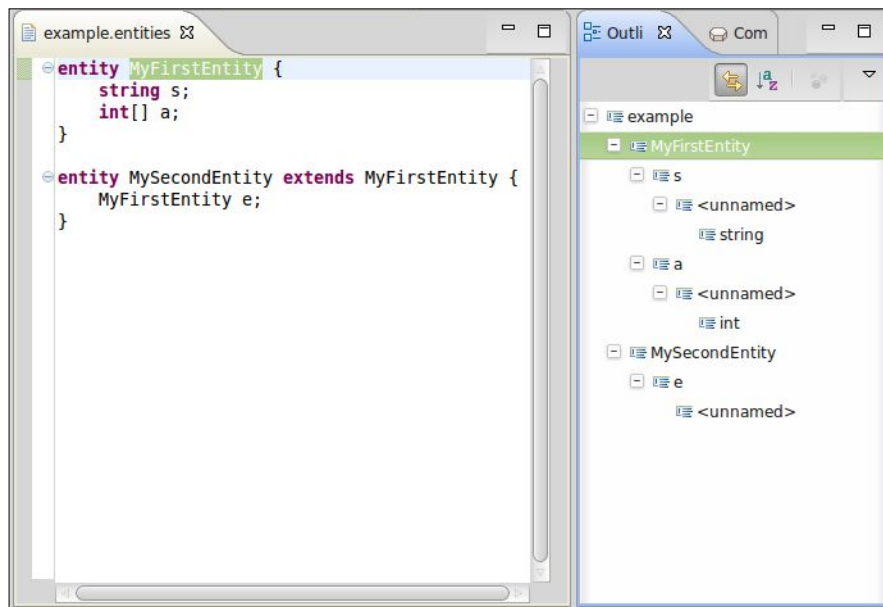 example.entities
entity MyFirstEntity {
string s;
int[] a;
}
entity MySecondEntity extends MyFirstEntity {
MyFirstEntity e;
}
Outli
Com
a
z
example
MyFirstEntity
s
<unnamed>
string
a
<unnamed>
int
MySecondEntity
e
<unnamed>